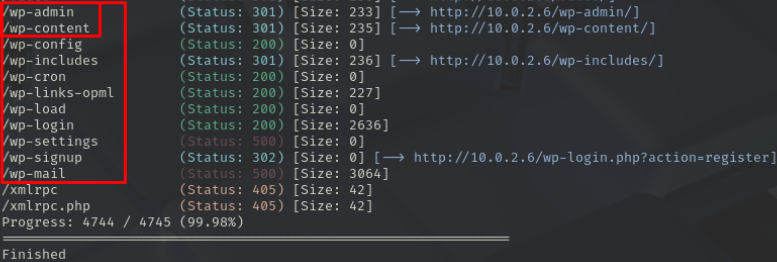 /wp-admin (Status: 301) [Size: 233] [--> http://10.0.2.6/wp-admin/]
/wp-content (Status: 301) [Size: 235] [--> http://10.0.2.6/wp-content/]
/wp-config (Status: 200) [Size: 0]
/wp-includes (Status: 301) [Size: 236] [--> http://10.0.2.6/wp-includes/]
/wp-cron (Status: 200) [Size: 0]
/wp-links-opml (Status: 200) [Size: 227]
/wp-load (Status: 200) [Size: 0]
/wp-login (Status: 200) [Size: 2636]
/wp-settings (Status: 500) [Size: 0]
/wp-signup (Status: 302) [Size: 0] [--> http://10.0.2.6/wp-login.php?action=register]
/wp-mail (Status: 500) [Size: 3064]
/xmlrpc (Status: 405) [Size: 42]
/xmlrpc.php (Status: 405) [Size: 42]
Progress: 4744 / 4745 (99.98%)
Finished